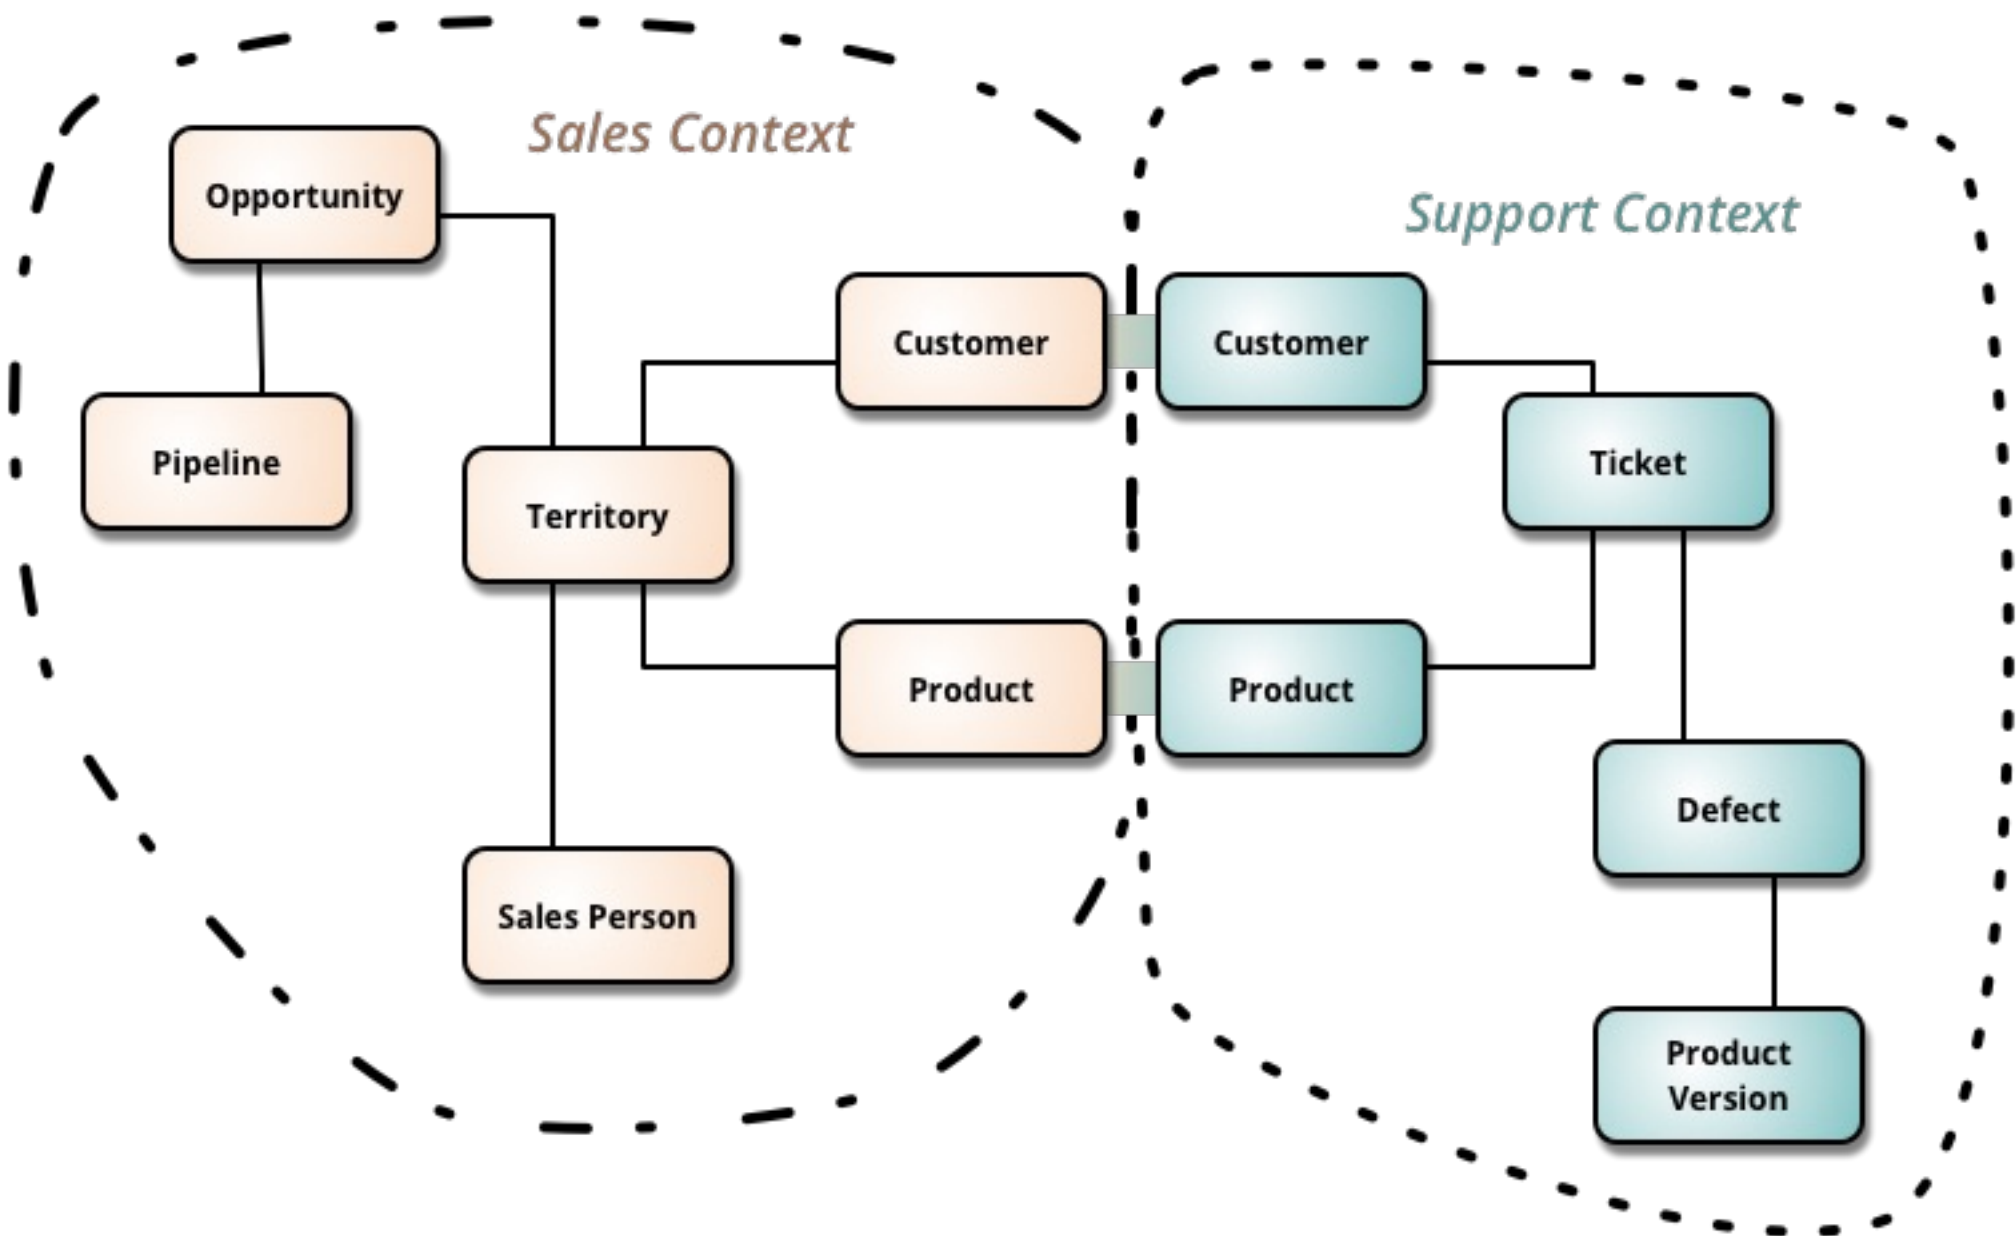 Sales Context
Opportunity
Pipeline
Territory
Sales Person
Customer
Product
Support Context
Customer
Product
Ticket
Defect
Product
Version